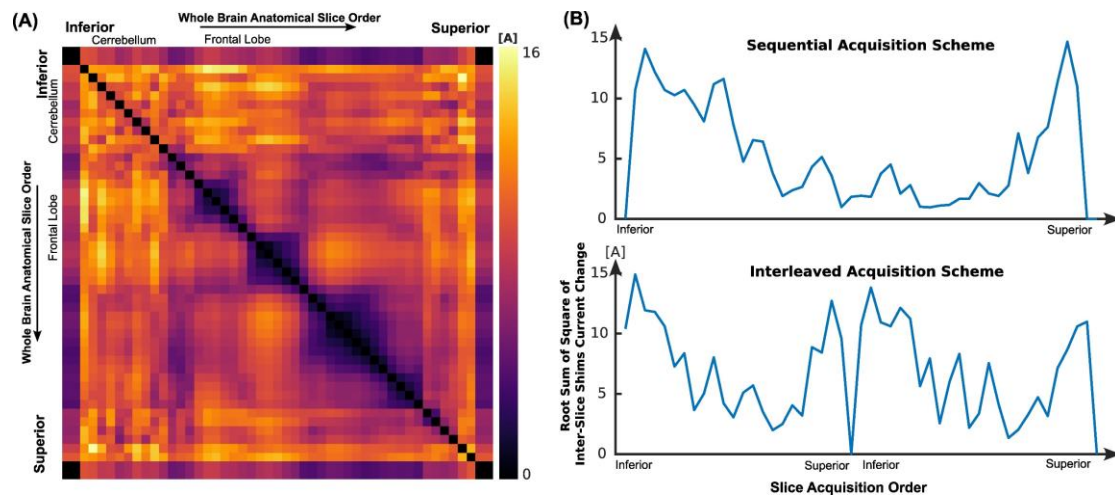 (A)
Whole Brain Anatomical Slice Order
Inferior
Superior
Cerrebellum
Frontal Lobe
[A]
16
0
Inferior
Cerrebellum
Frontal Lobe
Whole Brain Anatomical Slice Order
Superior
(B)
Sequential Acquisition Scheme
15
10
5
0
Inferior
Superior
[A]
Interleaved Acquisition Scheme
15
10
5
0
Root Sum of Square of
Inter-Slice Shims Current Change
Inferior
Superior
Inferior
Superior
Slice Acquisition Order